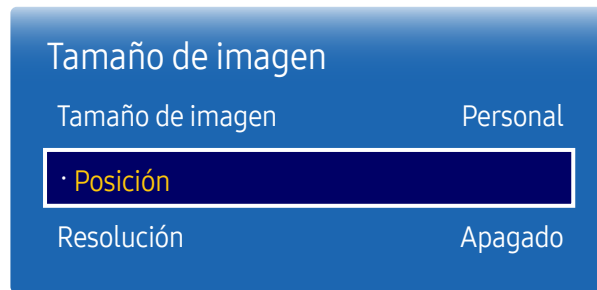 Tamaño de imagen
Tamaño de imagen Personal
· Posición
Resolución Apagado